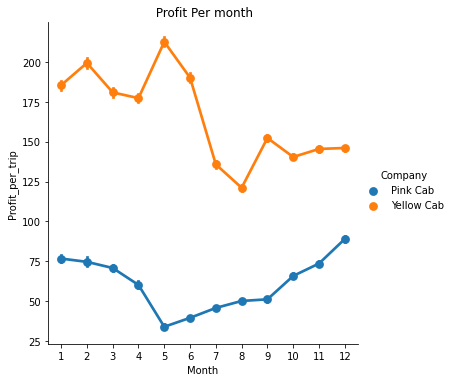 Profit Per month
200
175
150
125
100
75
50
25
Profit_per_trip
1 2 3 4 5 6 7 8 9 10 11 12
Month
Company
Pink Cab
Yellow Cab